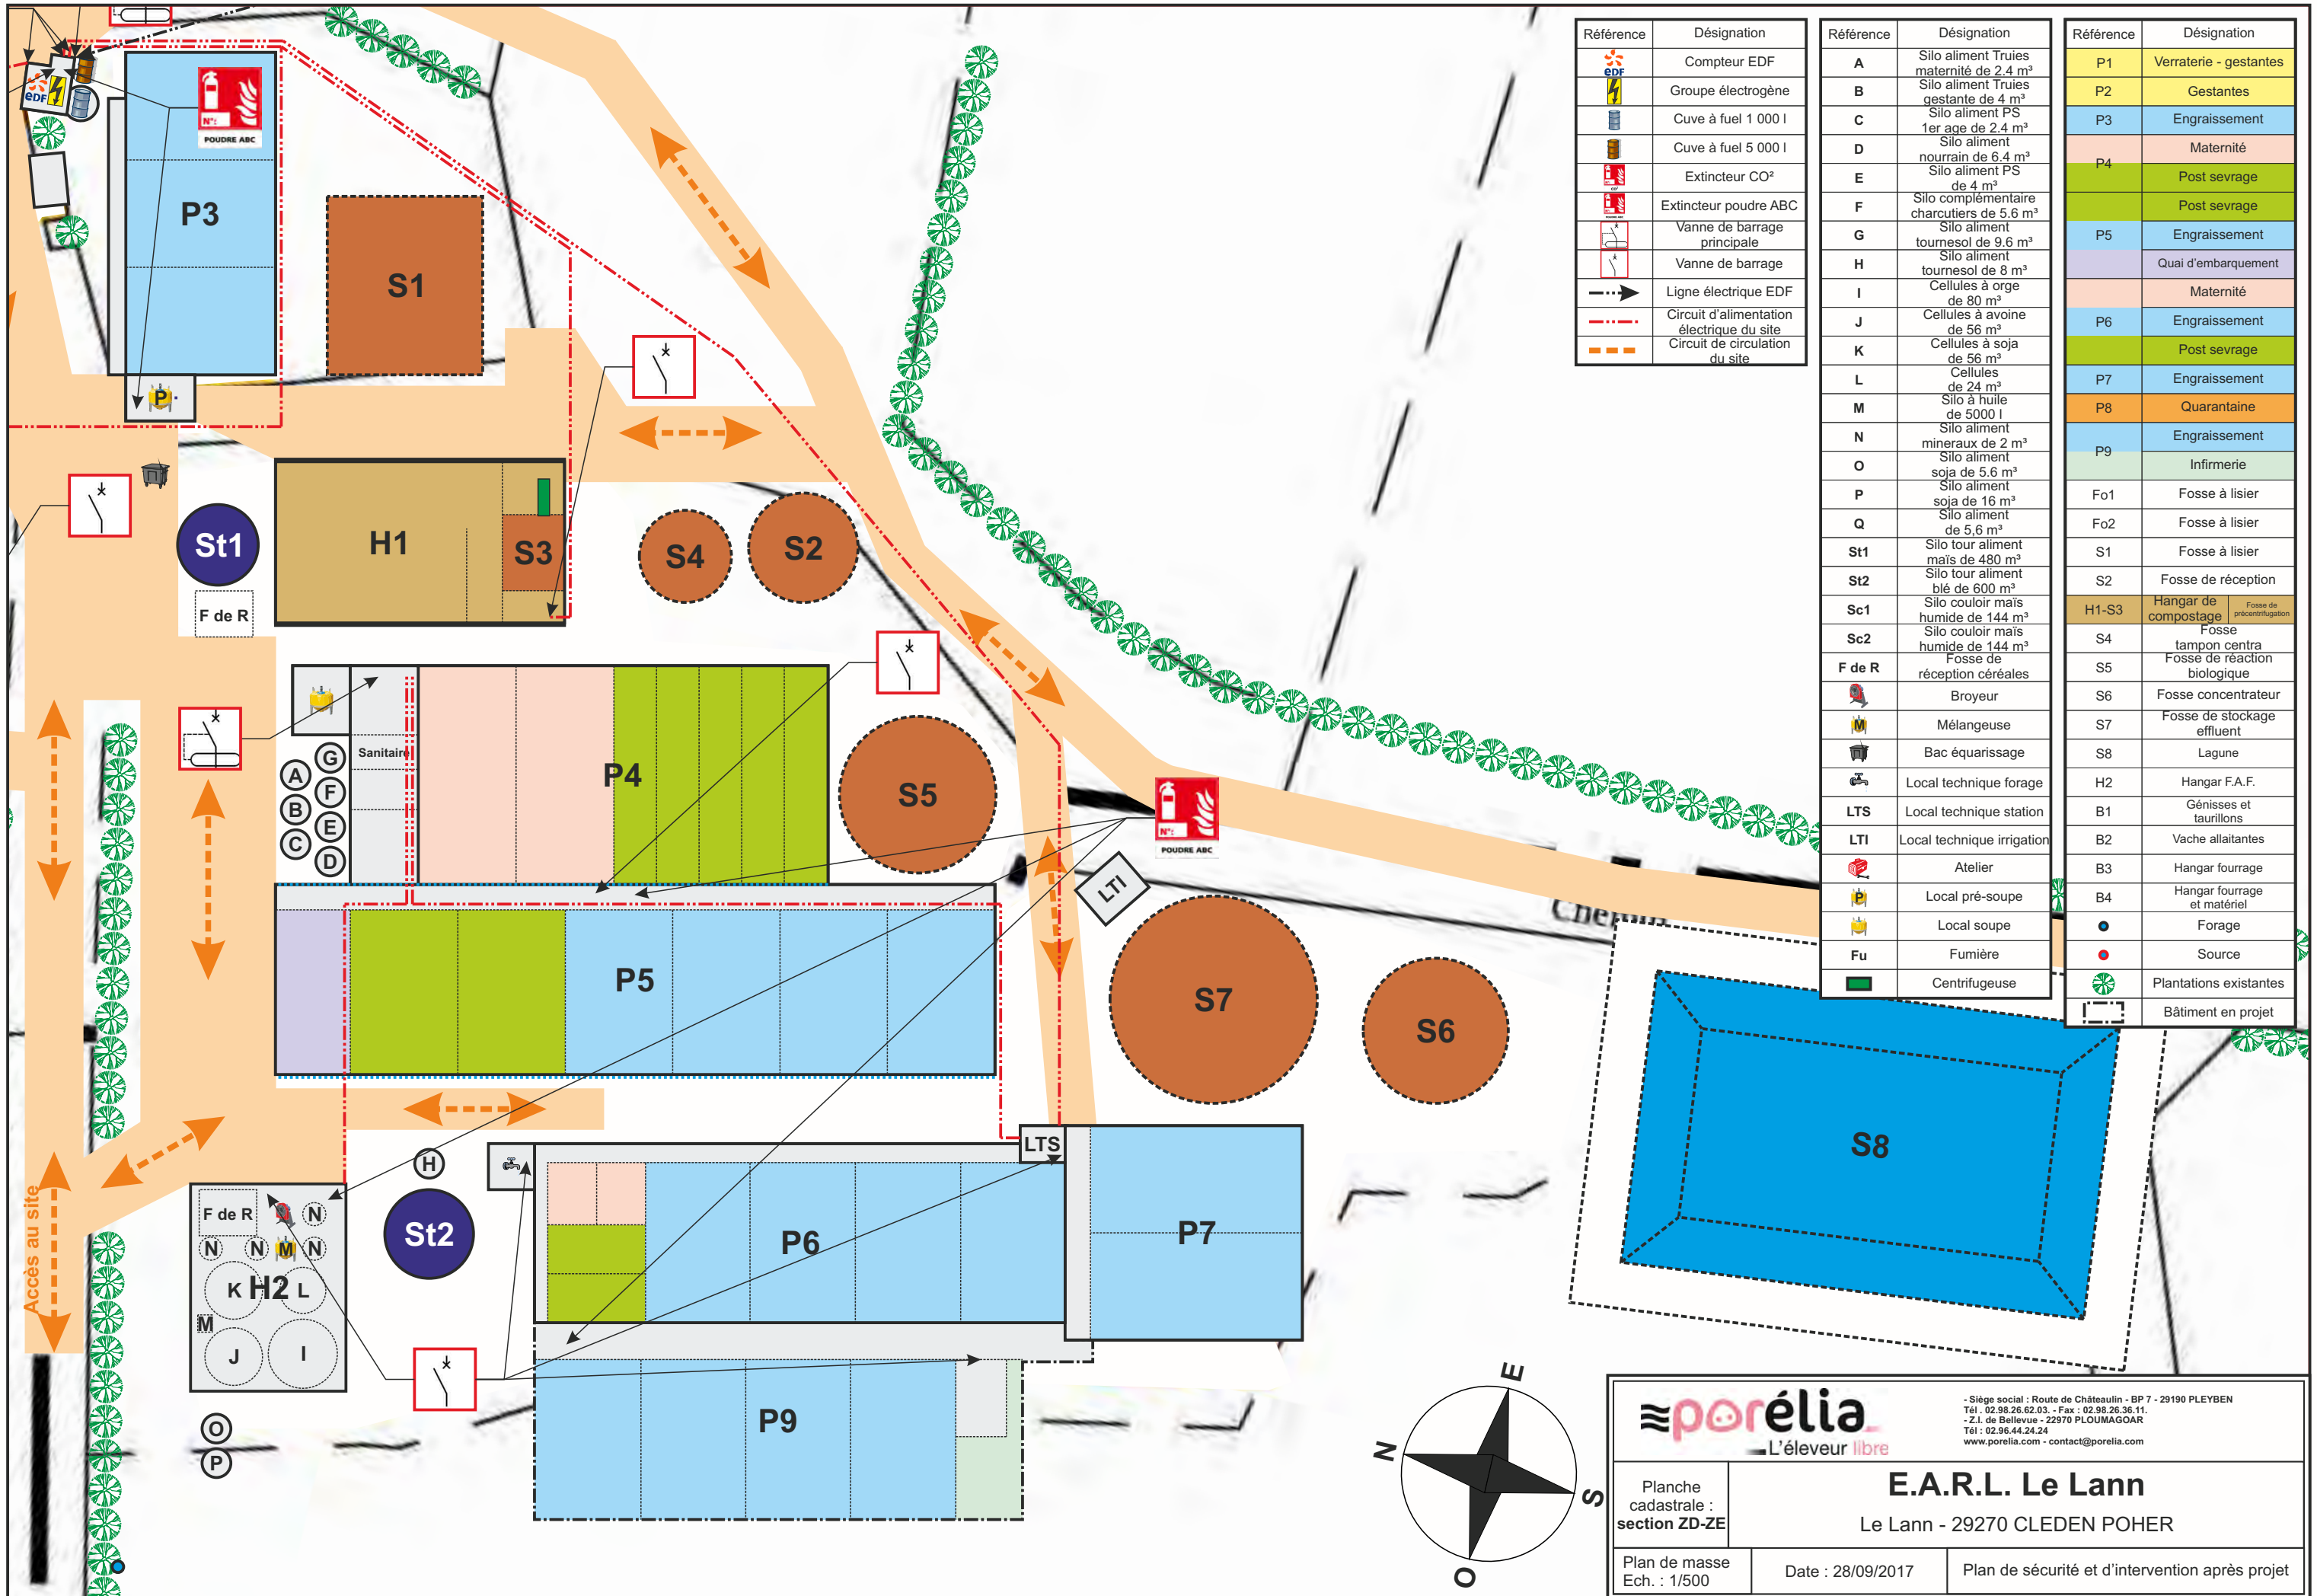 Référence Désignation
Compteur EDF
Groupe électrogène
Cuve à fuel 1 000 l
Cuve à fuel 5 000 l
Extincteur CO²
Extincteur poudre ABC
Vanne de barrage
principale
Vanne de barrage
Ligne électrique EDF
Circuit d'alimentation
électrique du site
Circuit de circulation
du site
Référence Désignation
A Silo aliment Truies
maternité de 2.4 m³
B Silo aliment Truies
gestante de 4 m³
C Silo aliment PS
1er age de 2.4 m³
D Silo aliment
nourrain de 6.4 m³
E Silo aliment PS
de 4 m³
F Silo complémentaire
charcutiers de 5.6 m³
G Silo aliment
tournesol de 9.6 m³
H Silo aliment
tournesol de 8 m³
I Cellules à orge
de 80 m³
J Cellules à avoine
de 56 m³
K Cellules à soja
de 56 m³
L Cellules
de 24 m³
M Silo à huile
de 5000 l
N Silo aliment
mineraux de 2 m³
O Silo aliment
soja de 5.6 m³
P Silo aliment
soja de 16 m³
Q Silo aliment
de 5,6 m³
St1 Silo tour aliment
maïs de 480 m³
St2 Silo tour aliment
blé de 600 m³
Sc1 Silo couloir maïs
humide de 144 m³
Sc2 Silo couloir maïs
humide de 144 m³
F de R Fosse de
réception céréales
Broyeur
M Mélangeuse
Bac équarissage
Local technique forage
LTS Local technique station
LTI Local technique irrigation
Atelier
P Local pré-soupe
Local soupe
Fu Fumière
Centrifugeuse
Référence Désignation
P1 Verraterie - gestantes
P2 Gestantes
P3 Engraissement
P4 Maternité
Post sevrage
Post sevrage
P5 Engraissement
Quai d'embarquement
Maternité
P6 Engraissement
Post sevrage
P7 Engraissement
P8 Quarantaine
P9 Engraissement
Infirmerie
Fo1 Fosse à lisier
Fo2 Fosse à lisier
S1 Fosse à lisier
S2 Fosse de réception
H1-S3 Hangar de
compostage
Fosse de
précentrifugation
S4 Fosse
tampon centra
S5 Fosse de réaction
biologique
S6 Fosse concentrateur
S7 Fosse de stockage
effluent
S8 Lagune
H2 Hangar F.A.F.
B1 Génisses et
taurillons
B2 Vache allaitantes
B3 Hangar fourrage
B4 Hangar fourrage
et matériel
Forage
Source
Plantations existantes
Bâtiment en projet
eDF
N°:
POUDRE ABC
P3
S1
P
H1
S3
S4
S2
St1
F de R
Sanitaire
P4
S5
A
B
C
G
F
E
D
N°:
POUDRE ABC
LTI
Chemin
P5
S7
S6
S8
LTS
H
St2
P6
P7
Accès au site
F de R
N
N N M N
K H2 L
M
J I
O
P
P9
E
N
S
O
porélia
L'éleveur libre
- Siège social : Route de Châteaulin - BP 7 - 29190 PLEYBEN
Tél . 02.98.26.62.03. - Fax : 02.98.26.36.11.
- Z.I. de Bellevue - 22970 PLOUMAGOAR
Tél : 02.96.44.24.24
www.porelia.com - contact@porelia.com
Planche
cadastrale :
section ZD-ZE
E.A.R.L. Le Lann
Le Lann - 29270 CLEDEN POHER
Plan de masse
Ech. : 1/500
Date : 28/09/2017
Plan de sécurité et d'intervention après projet